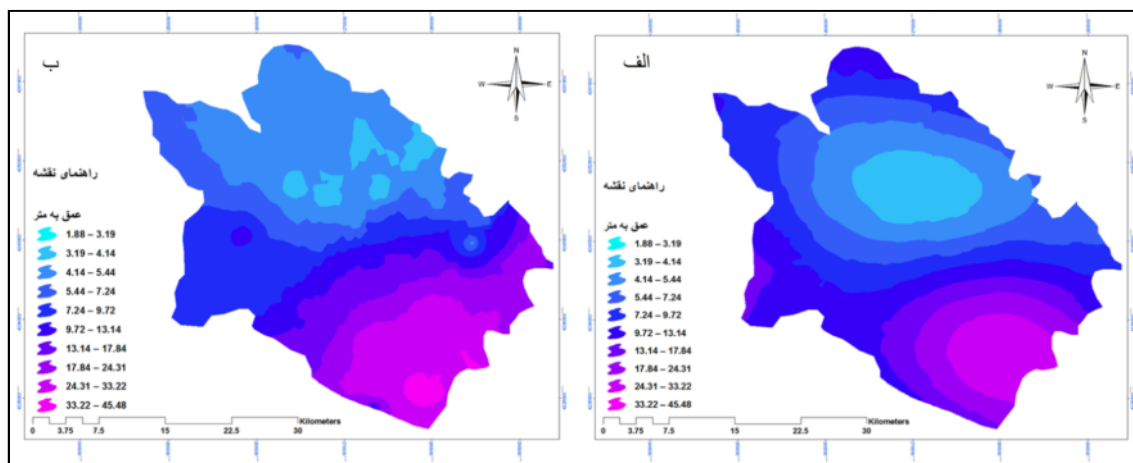 ب
N
W E
S
راهنمای نقشه
عمق به متر
1.88 – 3.19
3.19 – 4.14
4.14 – 5.44
5.44 – 7.24
7.24 – 9.72
9.72 – 13.14
13.14 – 17.84
17.84 – 24.31
24.31 – 33.22
33.22 – 45.48
Kilometers
0 3.75 7.5 15 22.5 30
الف
N
W E
S
راهنمای نقشه
عمق به متر
1.88 – 3.19
3.19 – 4.14
4.14 – 5.44
5.44 – 7.24
7.24 – 9.72
9.72 – 13.14
13.14 – 17.84
17.84 – 24.31
24.31 – 33.22
33.22 – 45.48
Kilometers
0 3.75 7.5 15 22.5 30